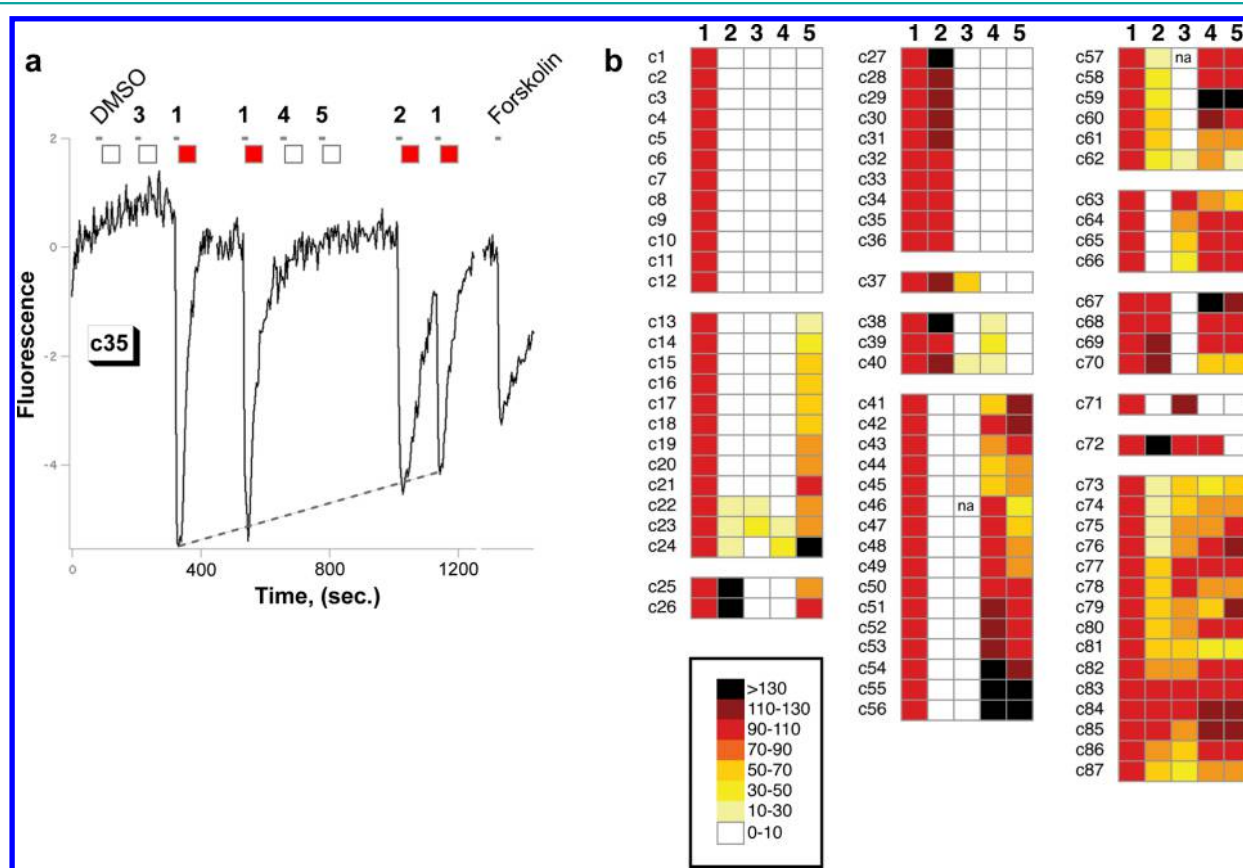 a
DMSO
3
1
1
4
5
2
1
Forskolin
2
0
-2
-4
Fluorescence
c35
0
400
800
1200
Time, (sec.)
b
1 2 3 4 5
c1
c2
c3
c4
c5
c6
c7
c8
c9
c10
c11
c12
c13
c14
c15
c16
c17
c18
c19
c20
c21
c22
c23
c24
c25
c26
>130
110-130
90-110
70-90
50-70
30-50
10-30
0-10
1 2 3 4 5
c27
c28
c29
c30
c31
c32
c33
c34
c35
c36
c37
c38
c39
c40
c41
c42
c43
c44
c45
c46 na
c47
c48
c49
c50
c51
c52
c53
c54
c55
c56
1 2 3 4 5
c57 na
c58
c59
c60
c61
c62
c63
c64
c65
c66
c67
c68
c69
c70
c71
c72
c73
c74
c75
c76
c77
c78
c79
c80
c81
c82
c83
c84
c85
c86
c87